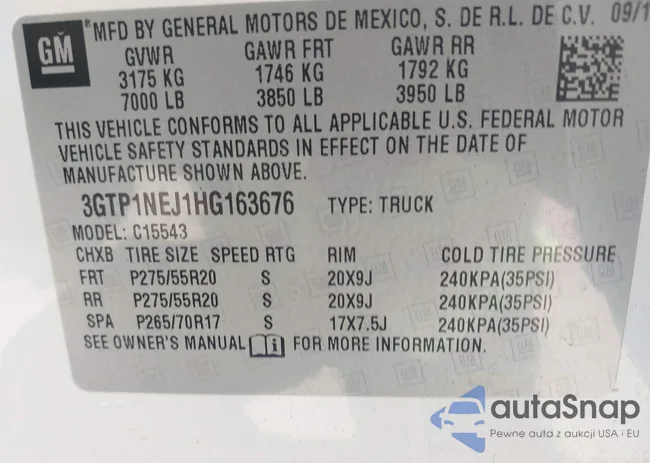 GM
MFD BY GENERAL MOTORS DE MEXICO, S. DE R.L. DE C.V. 09/1
GVWR GAWR FRT GAWR RR
3175 KG 1746 KG 1792 KG
7000 LB 3850 LB 3950 LB
THIS VEHICLE CONFORMS TO ALL APPLICABLE U.S. FEDERAL MOTOR
VEHICLE SAFETY STANDARDS IN EFFECT ON THE DATE OF
MANUFACTURE SHOWN ABOVE.
3GTP1NEJ1HG163676 TYPE: TRUCK
MODEL: C15543
CHXB TIRE SIZE SPEED RTG RIM COLD TIRE PRESSURE
FRT P275/55R20 S 20X9J 240KPA(35PSI)
RR P275/55R20 S 20X9J 240KPA(35PSI)
SPA P265/70R17 S 17X7.5J 240KPA(35PSI)
SEE OWNER'S MANUAL FOR MORE INFORMATION.
autaSnap
Pewne auta z aukcji USA i EU